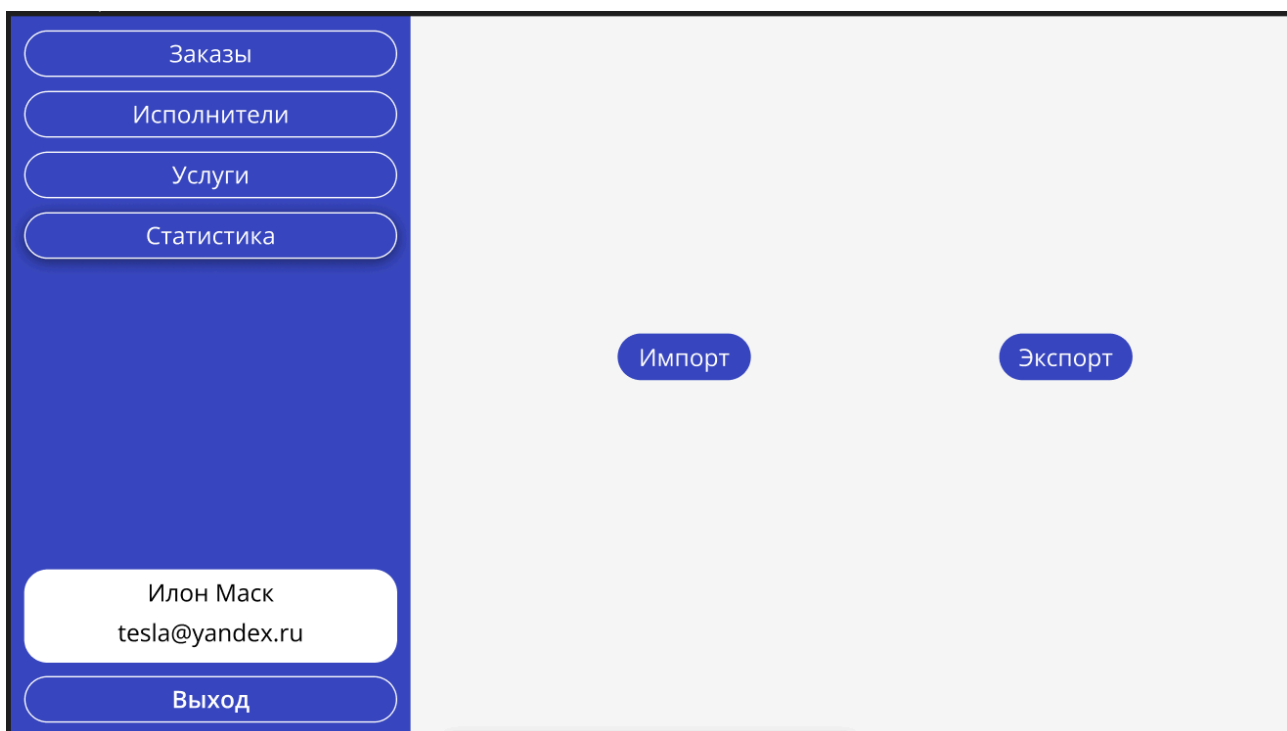 Заказы
Исполнители
Услуги
Статистика
Импорт
Экспорт
Илон Маск
tesla@yandex.ru
Выход